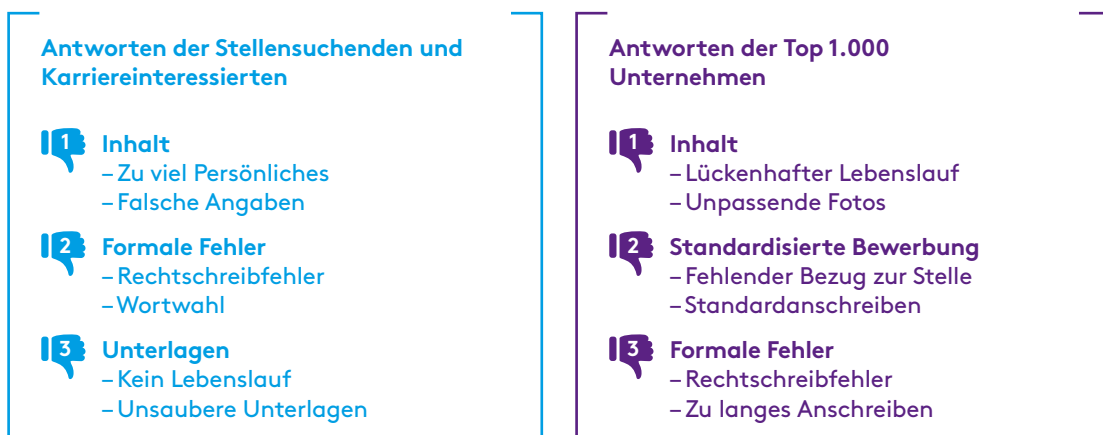 Antworten der Stellensuchenden und
Karriereinteressierten
1 Inhalt
– Zu viel Persönliches
– Falsche Angaben
2 Formale Fehler
– Rechtschreibfehler
– Wortwahl
3 Unterlagen
– Kein Lebenslauf
– Unsaubere Unterlagen
Antworten der Top 1.000
Unternehmen
1 Inhalt
– Lückenhafter Lebenslauf
– Unpassende Fotos
2 Standardisierte Bewerbung
– Fehlender Bezug zur Stelle
– Standardanschreiben
3 Formale Fehler
– Rechtschreibfehler
– Zu langes Anschreiben